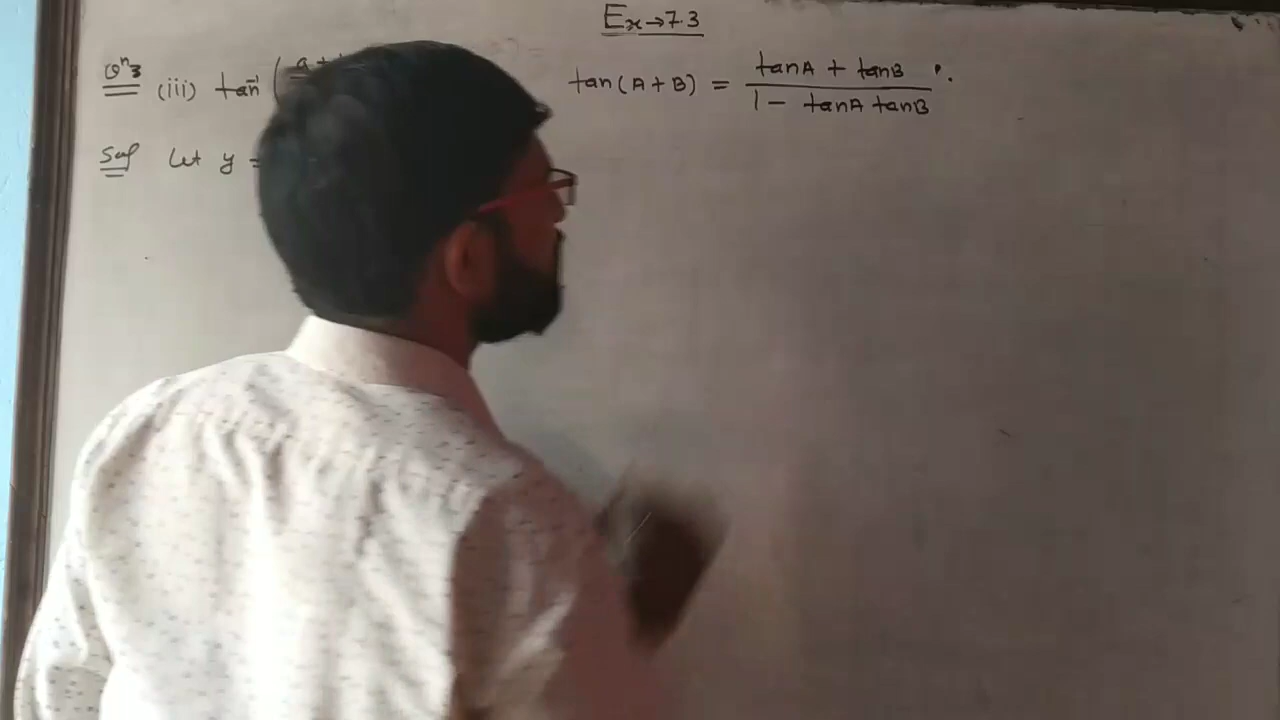 Ex→7.3
Qⁿ3 (iii) tan⁻¹ ( a +
tan(A+B) = tanA + tanB / 1 - tanA tanB
Sol Let y =